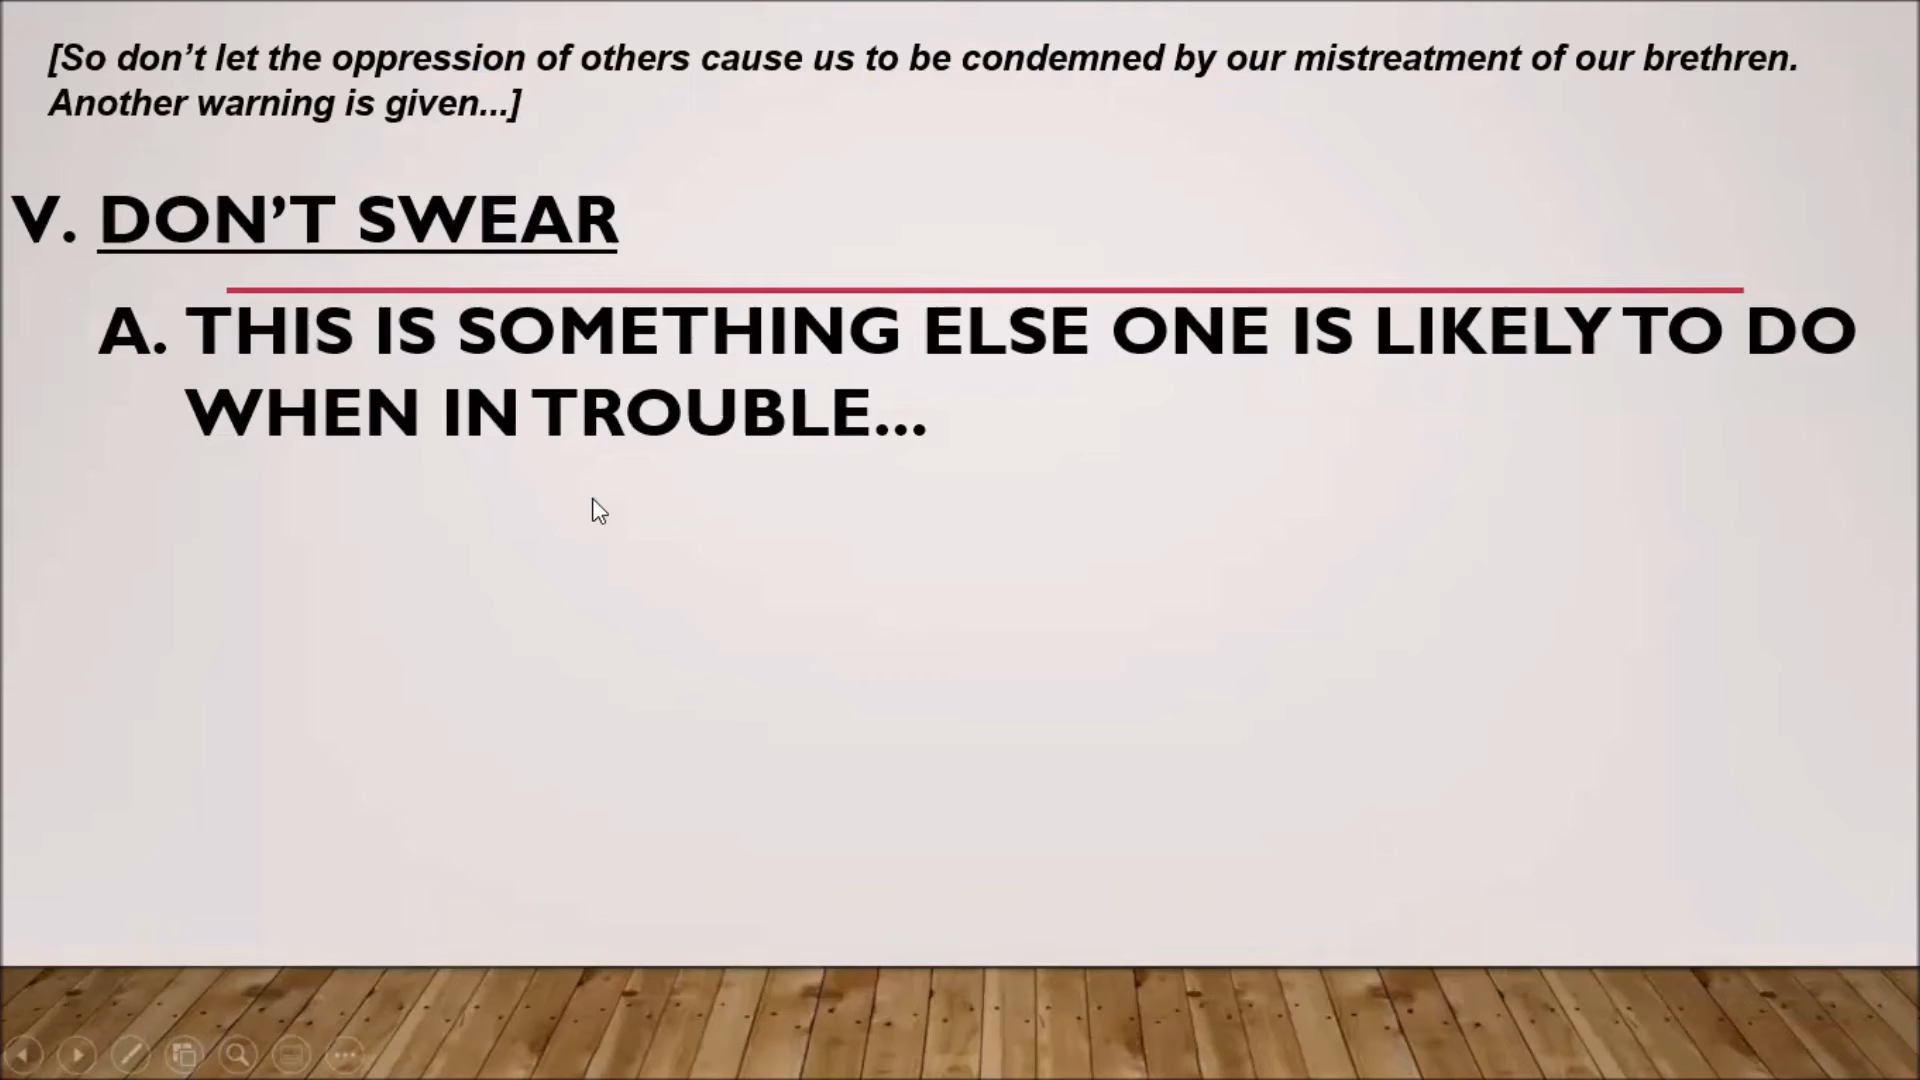 [So don’t let the oppression of others cause us to be condemned by our mistreatment of our brethren.
Another warning is given...]
V. DON’T SWEAR
A. THIS IS SOMETHING ELSE ONE IS LIKELY TO DO
WHEN IN TROUBLE...